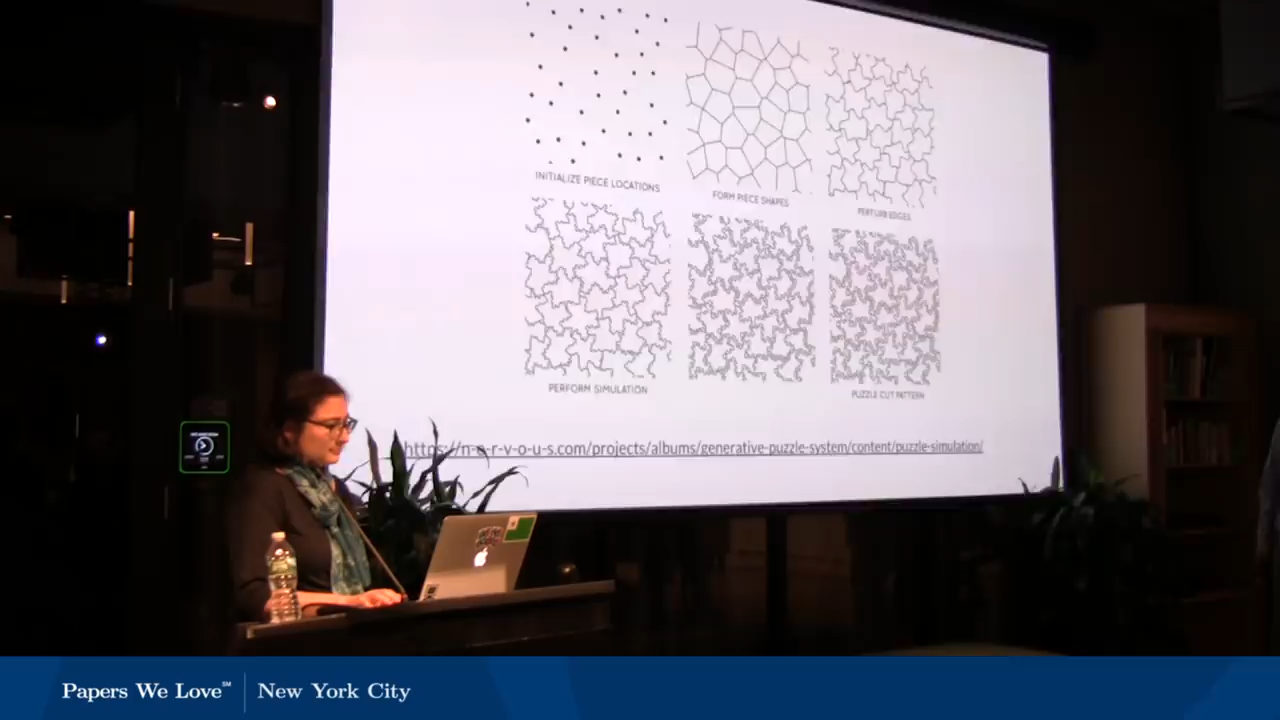 INITIALIZE PIECE LOCATIONS
FORM PIECE SHAPES
PERTURB EDGES
PERFORM SIMULATION
PUZZLE CUT PATTERN
https://n-e-r-v-o-u-s.com/projects/albums/generative-puzzle-system/content/puzzle-simulation/
Papers We Love℠ | New York City